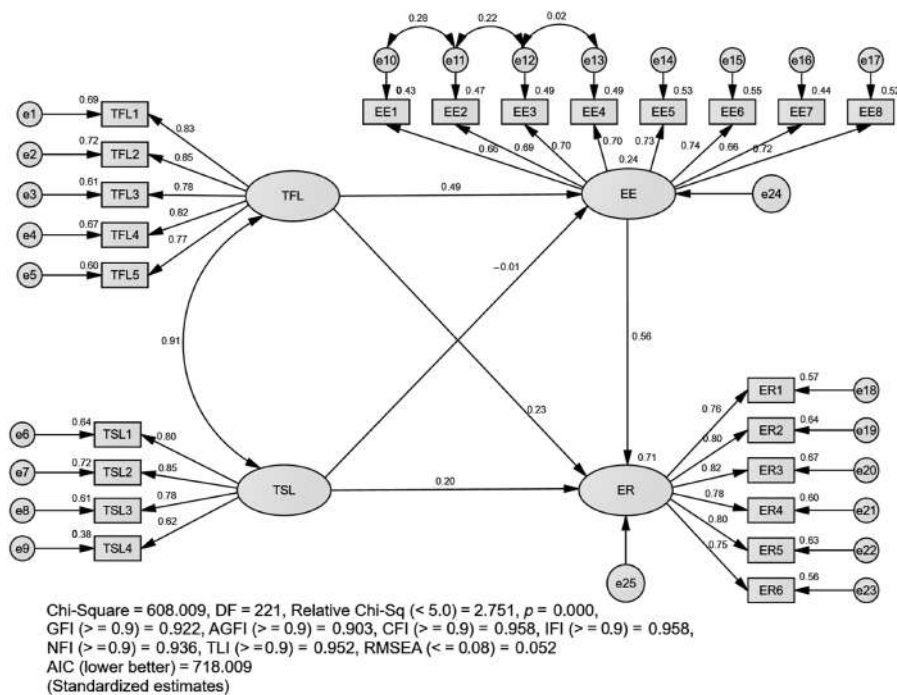 0.28 0.22 0.02
e10 e11 e12 e13 e14 e15 e16 e17
0.43 0.47 0.49 0.49 0.53 0.55 0.44 0.52
EE1 EE2 EE3 EE4 EE5 EE6 EE7 EE8
0.66 0.69 0.70 0.70 0.73 0.74 0.66 0.72
0.24
e1 0.69 TFL1 0.83
e2 0.72 TFL2 0.85
e3 0.61 TFL3 0.78
e4 0.67 TFL4 0.82
e5 0.60 TFL5 0.77
TFL 0.49 EE e24
−0.01
0.91 0.56
0.23
e6 0.64 TSL1 0.80
e7 0.72 TSL2 0.85
e8 0.61 TSL3 0.78
e9 0.38 TSL4 0.62
TSL 0.20 ER 0.71
0.76 ER1 0.57 e18
0.80 ER2 0.64 e19
0.82 ER3 0.67 e20
0.78 ER4 0.60 e21
0.80 ER5 0.63 e22
0.75 ER6 0.56 e23
e25
Chi-Square = 608.009, DF = 221, Relative Chi-Sq (< 5.0) = 2.751, p = 0.000,
GFI (> = 0.9) = 0.922, AGFI (> = 0.9) = 0.903, CFI (> = 0.9) = 0.958, IFI (> = 0.9) = 0.958,
NFI (> =0.9) = 0.936, TLI (> =0.9) = 0.952, RMSEA (< = 0.08) = 0.052
AIC (lower better) = 718.009
(Standardized estimates)